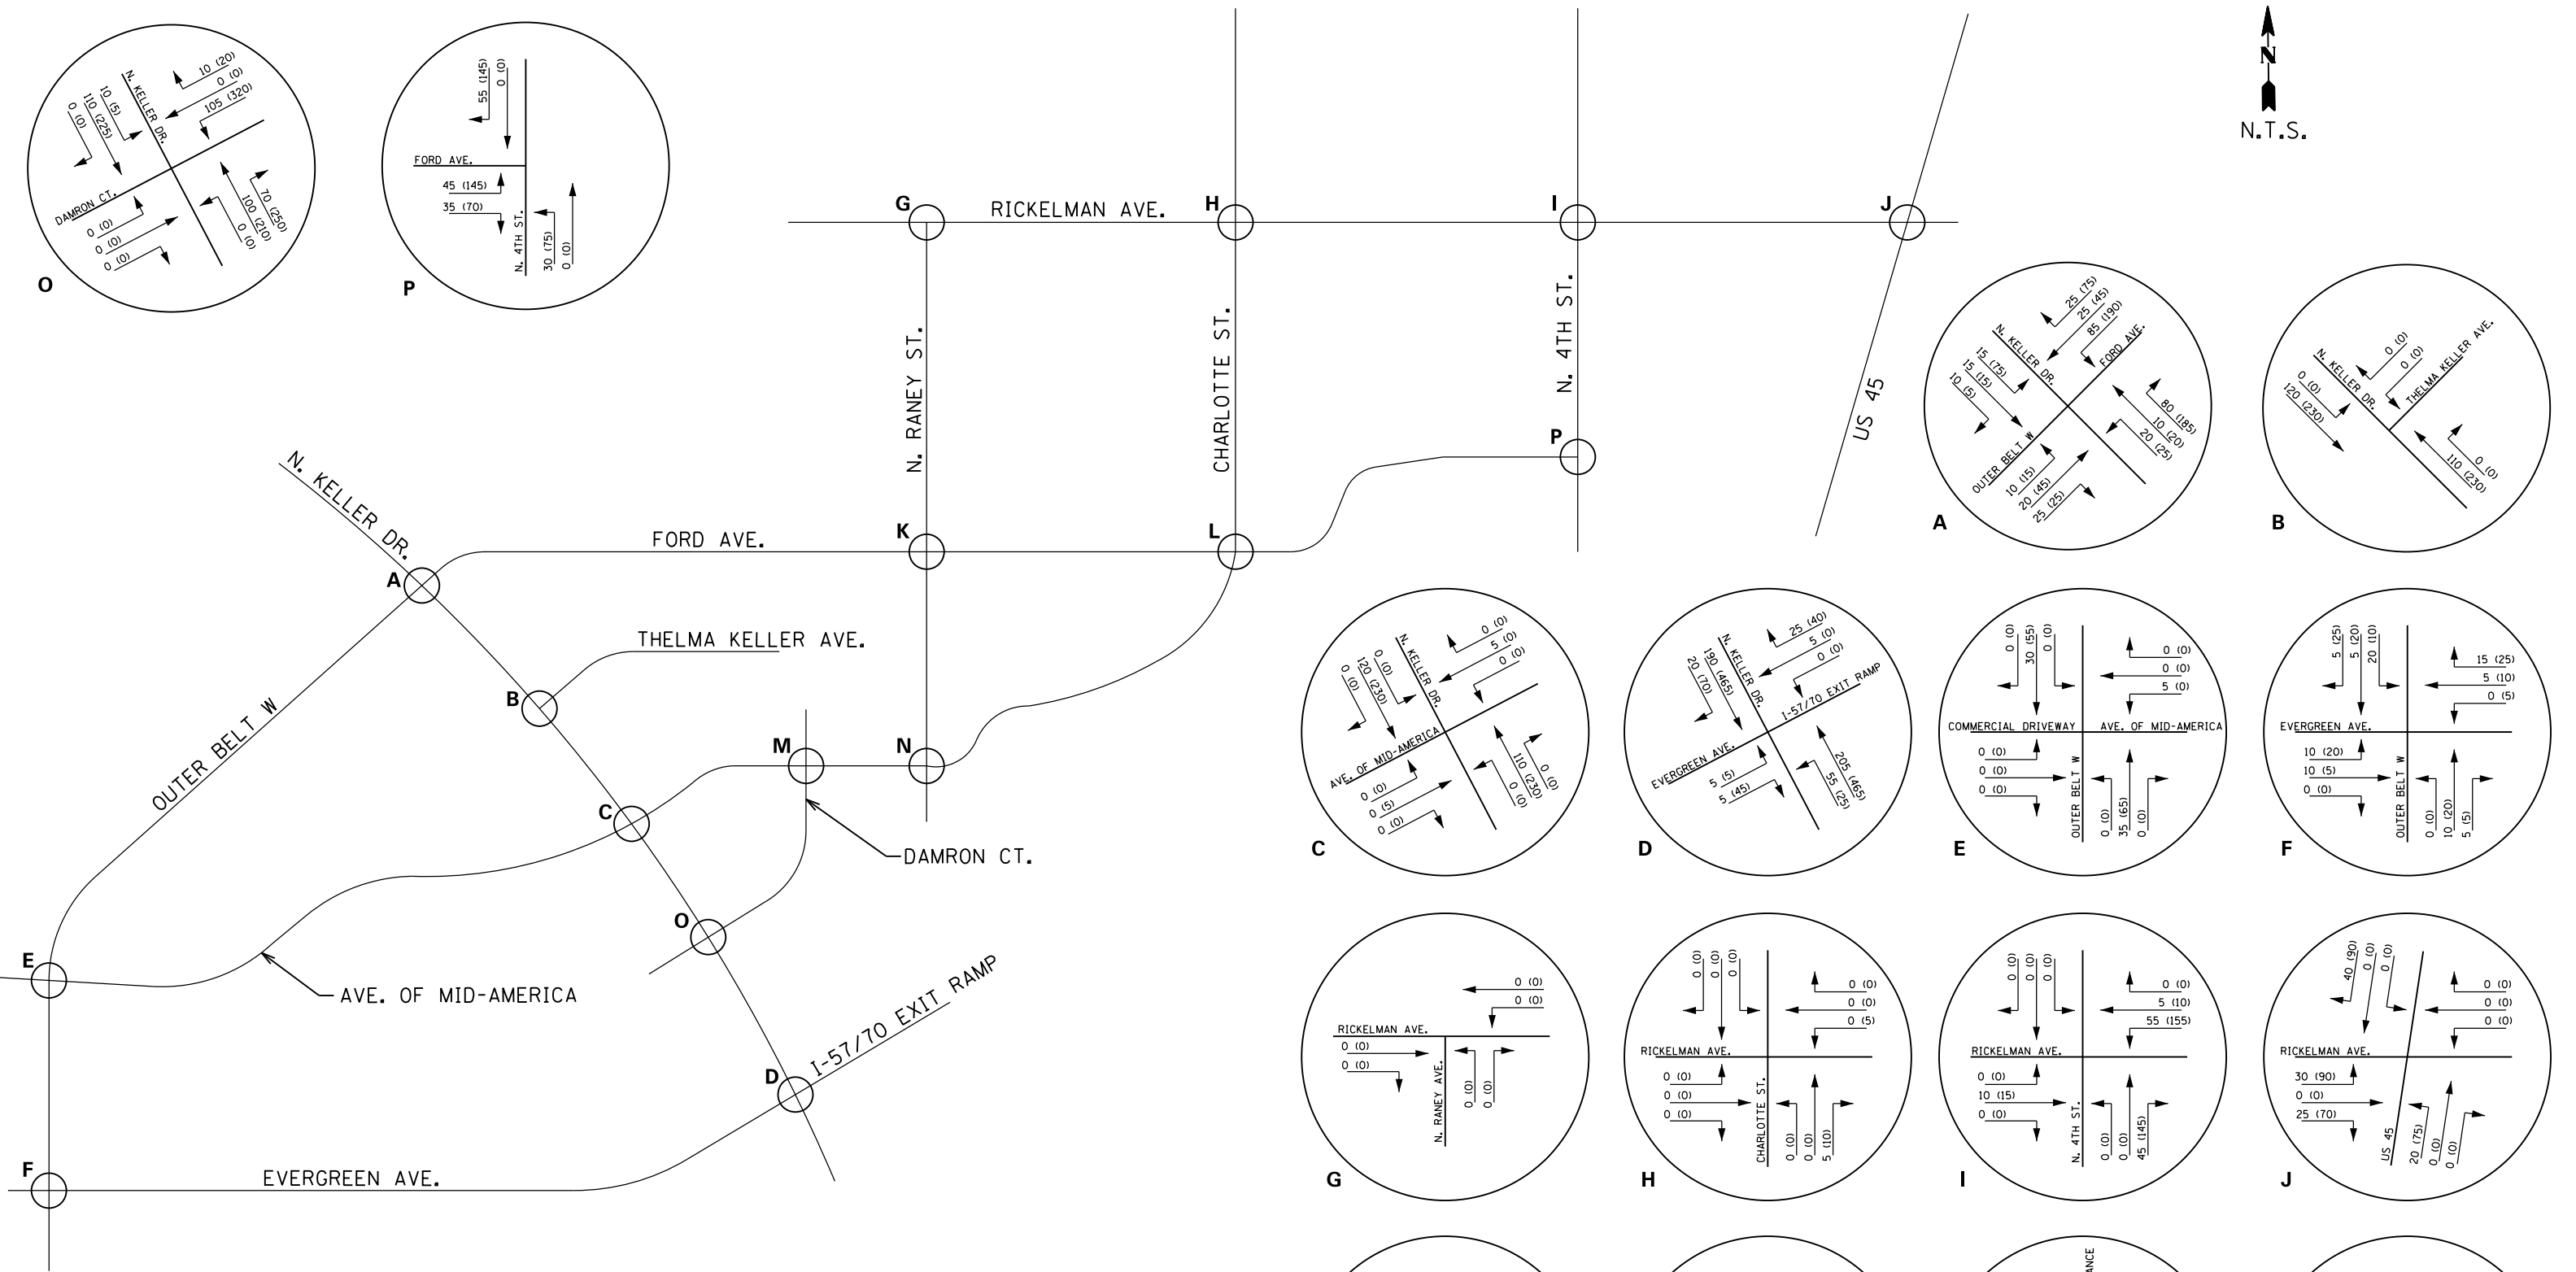 N
N.T.S.
10 (20)
0 (0)
105 (320)
N. KELLER DR.
10 (5)
110 (225)
0 (0)
DAMRON CT.
0 (0)
0 (0)
0 (0)
70 (250)
100 (210)
0 (0)
O
55 (145)
0 (0)
FORD AVE.
45 (145)
35 (70)
N. 4TH ST.
30 (75)
0 (0)
P
G
RICKELMAN AVE.
H
I
J
N. RANEY ST.
CHARLOTTE ST.
N. 4TH ST.
US 45
P
N. KELLER DR.
A
FORD AVE.
K
L
THELMA KELLER AVE.
B
OUTER BELT W
M
N
C
DAMRON CT.
O
E
AVE. OF MID-AMERICA
I-57/70 EXIT RAMP
D
F
EVERGREEN AVE.
25 (75)
25 (45)
85 (190)
N. KELLER DR.
FORD AVE.
15 (75)
15 (15)
10 (5)
80 (185)
10 (20)
20 (25)
OUTER BELT W
10 (15)
20 (45)
25 (25)
A
0 (0)
0 (0)
N. KELLER DR.
THELMA KELLER AVE.
0 (0)
120 (230)
0 (0)
110 (230)
B
0 (0)
5 (0)
0 (0)
N. KELLER DR.
0 (0)
120 (230)
0 (0)
AVE. OF MID-AMERICA
0 (0)
0 (5)
0 (0)
0 (0)
110 (230)
0 (0)
C
25 (40)
5 (0)
0 (0)
N. KELLER DR.
190 (465)
20 (70)
I-57/70 EXIT RAMP
EVERGREEN AVE.
5 (5)
5 (45)
205 (465)
55 (25)
D
0 (0)
30 (55)
0 (0)
0 (0)
0 (0)
5 (0)
COMMERCIAL DRIVEWAY
AVE. OF MID-AMERICA
0 (0)
0 (0)
0 (0)
OUTER BELT W
0 (0)
35 (65)
0 (0)
E
5 (25)
5 (20)
20 (10)
15 (25)
5 (10)
0 (5)
EVERGREEN AVE.
10 (20)
10 (5)
0 (0)
OUTER BELT W
0 (0)
10 (20)
5 (5)
F
0 (0)
0 (0)
RICKELMAN AVE.
0 (0)
0 (0)
N. RANEY AVE.
0 (0)
0 (0)
G
0 (0)
0 (0)
0 (0)
0 (0)
0 (0)
0 (5)
RICKELMAN AVE.
0 (0)
0 (0)
0 (0)
CHARLOTTE ST.
0 (0)
0 (0)
5 (10)
H
0 (0)
0 (0)
0 (0)
0 (0)
5 (10)
55 (155)
RICKELMAN AVE.
0 (0)
10 (15)
0 (0)
N. 4TH ST.
0 (0)
0 (0)
45 (145)
I
40 (90)
0 (0)
0 (0)
0 (0)
0 (0)
0 (0)
RICKELMAN AVE.
30 (90)
0 (0)
25 (70)
US 45
20 (75)
0 (0)
0 (0)
J